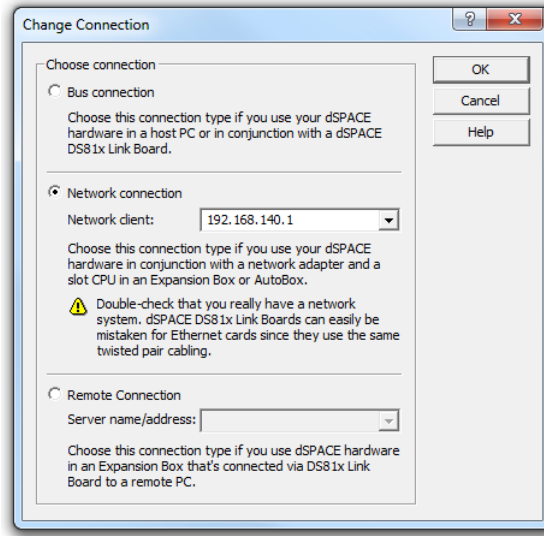 Change Connection
Choose connection
Bus connection
Choose this connection type if you use your dSPACE
hardware in a host PC or in conjunction with a dSPACE
DS81x Link Board.
Network connection
Network client: 192.168.140.1
Choose this connection type if you use your dSPACE
hardware in conjunction with a network adapter and a
slot CPU in an Expansion Box or AutoBox.
Double-check that you really have a network
system. dSPACE DS81x Link Boards can easily be
mistaken for Ethernet cards since they use the same
twisted pair cabling.
Remote Connection
Server name/address:
Choose this connection type if you use dSPACE hardware
in an Expansion Box that's connected via DS81x Link
Board to a remote PC.
OK
Cancel
Help